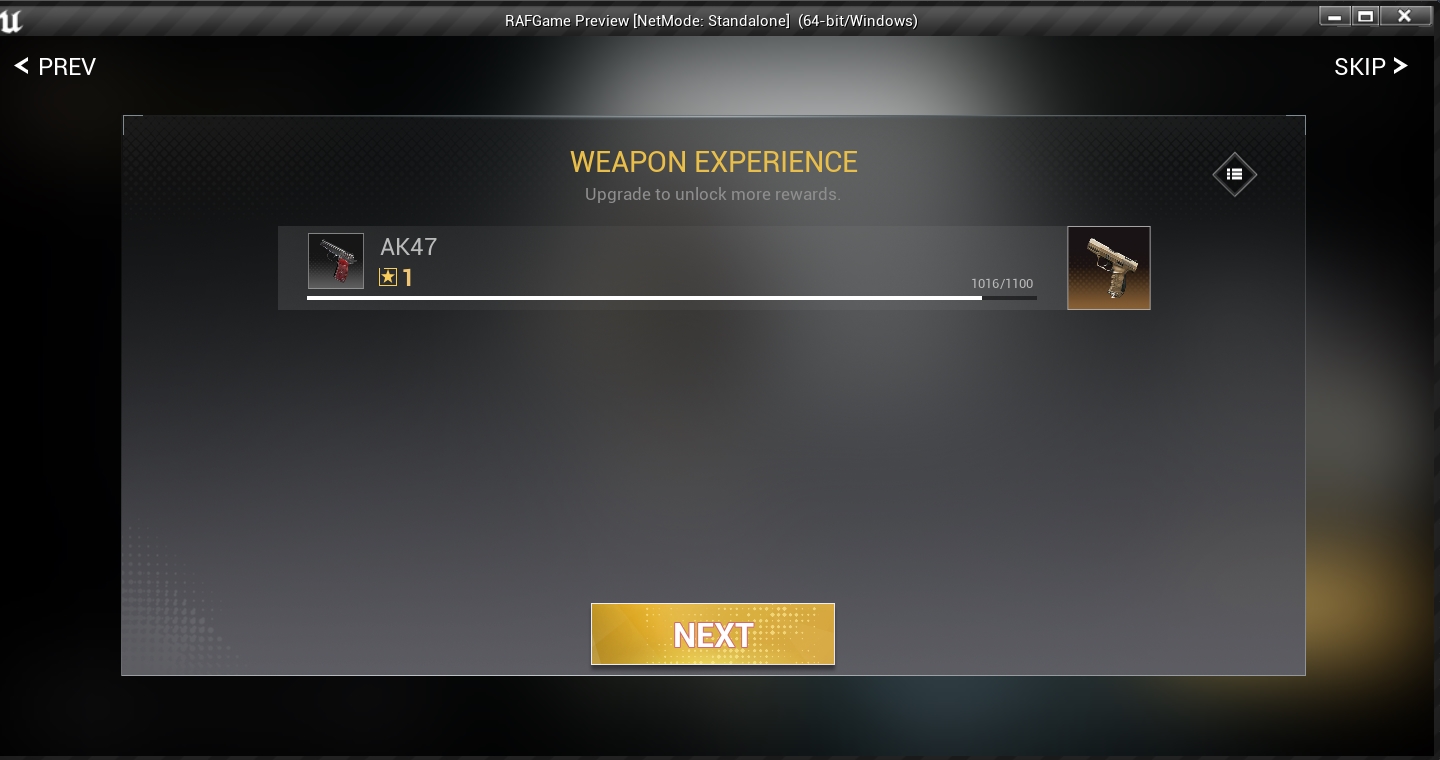 RAFGame Preview [NetMode: Standalone]  (64-bit/Windows)
< PREV
SKIP >
WEAPON EXPERIENCE
Upgrade to unlock more rewards.
AK47
1
1016/1100
NEXT